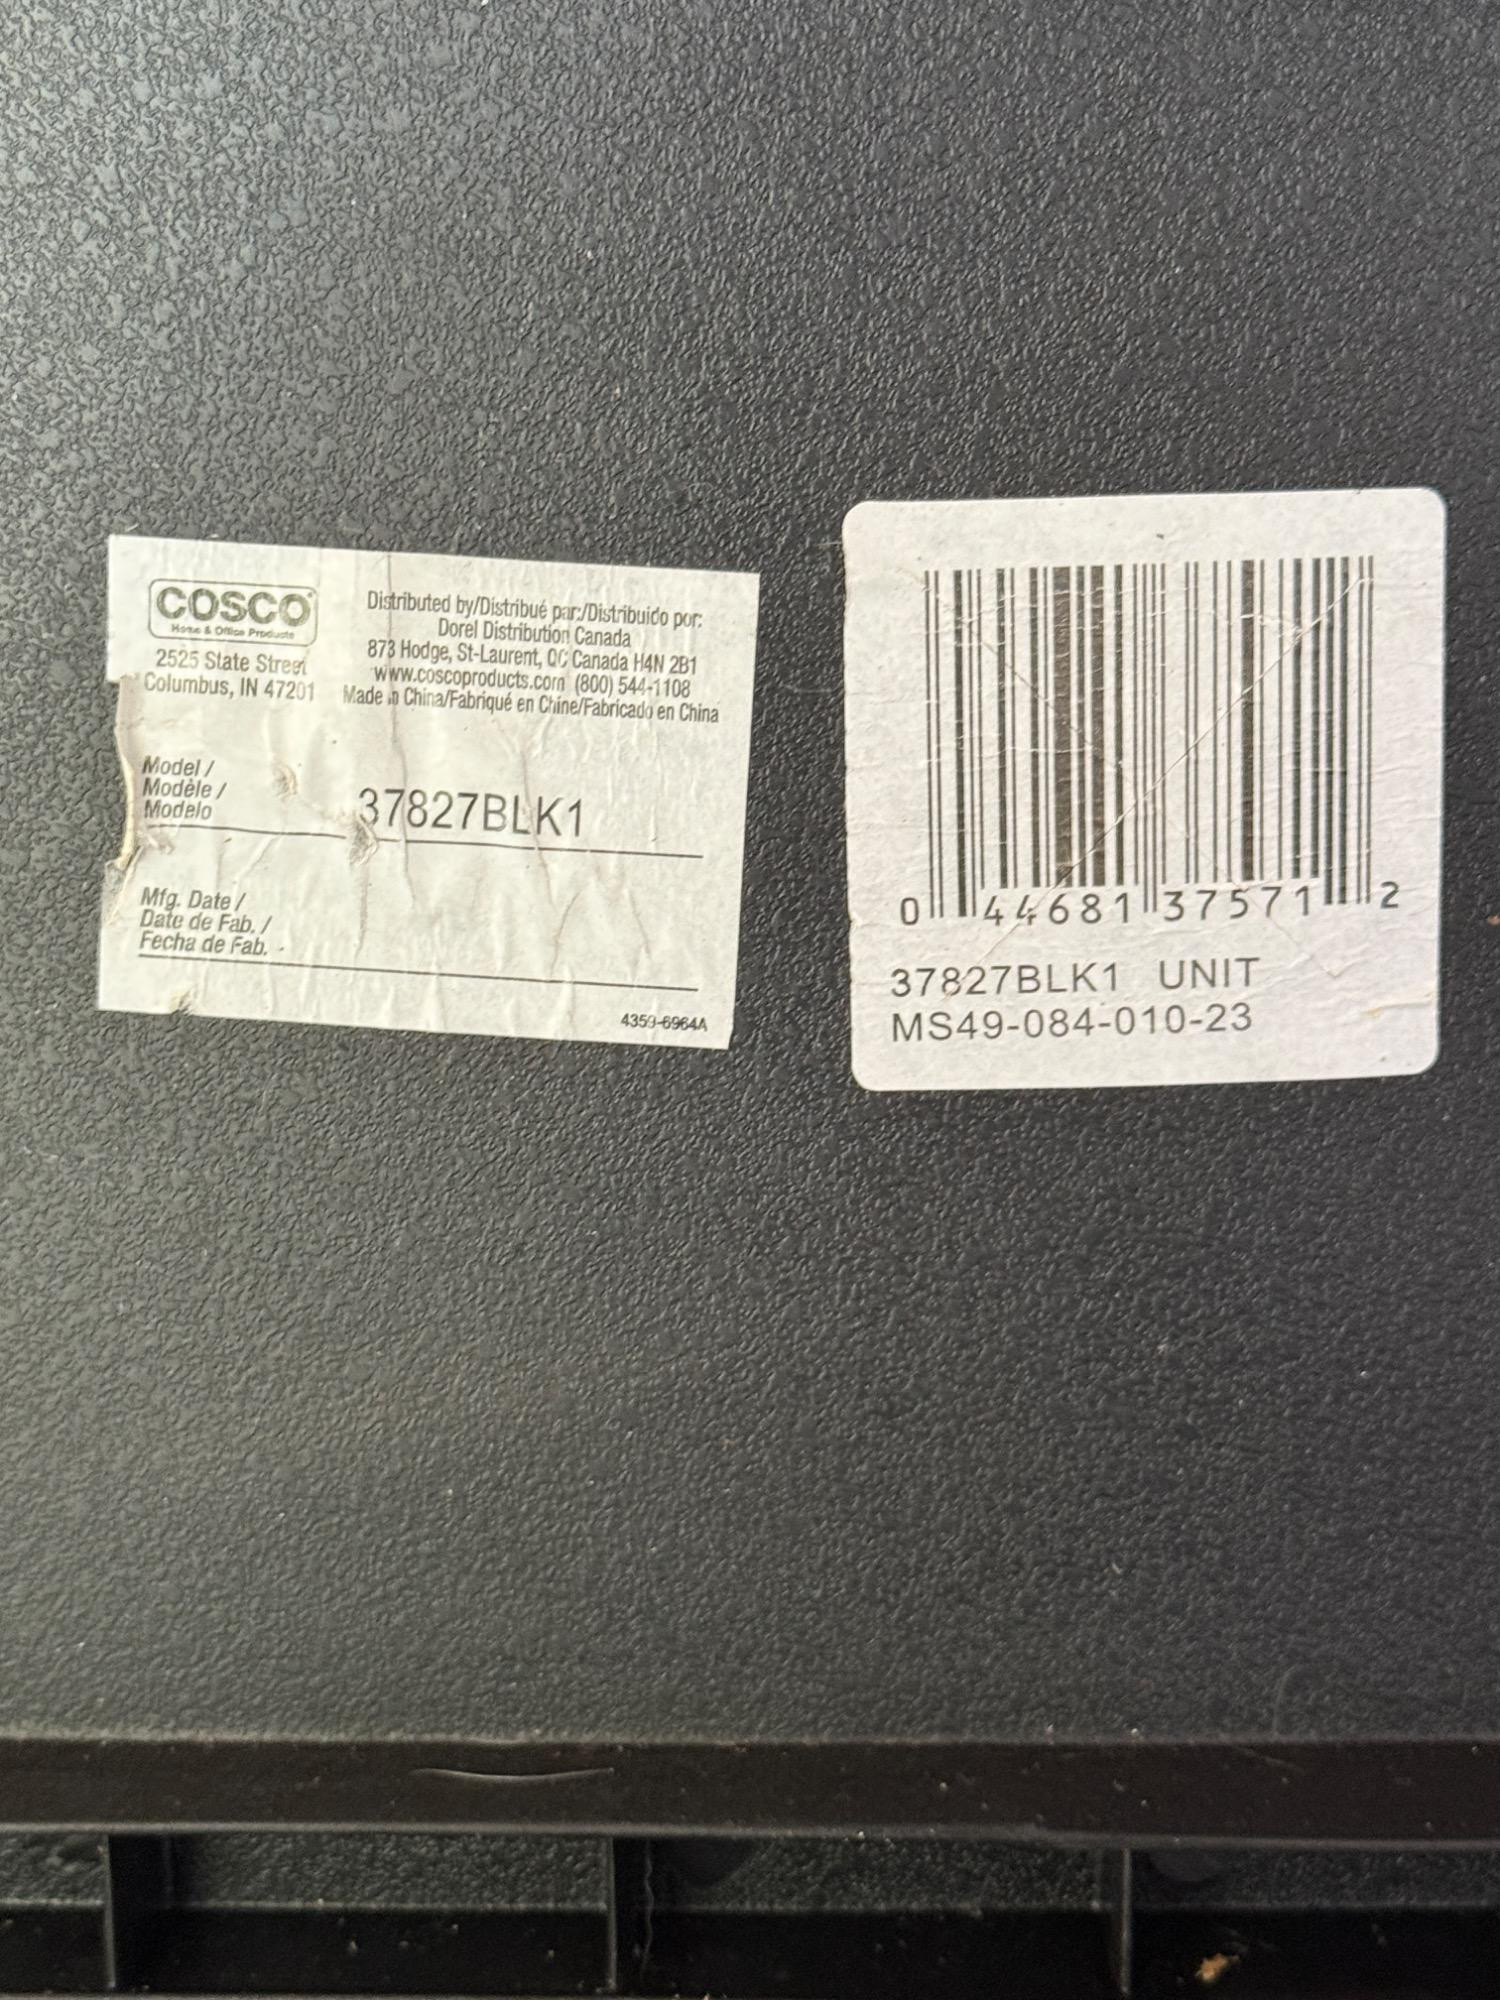 COSCO
Home & Office Products
2525 State Street
Columbus, IN 47201
Distributed by/Distribué par:/Distribuido por:
Dorel Distribution Canada
873 Hodge, St-Laurent, QC Canada H4N 2B1
www.coscoproducts.com (800) 544-1108
Made in China/Fabriqué en Chine/Fabricado en China
Model /
Modèle /
Modelo
37827BLK1
Mfg. Date /
Date de Fab. /
Fecha de Fab.
4359-6964A
0 44681 37571 2
37827BLK1 UNIT
MS49-084-010-23